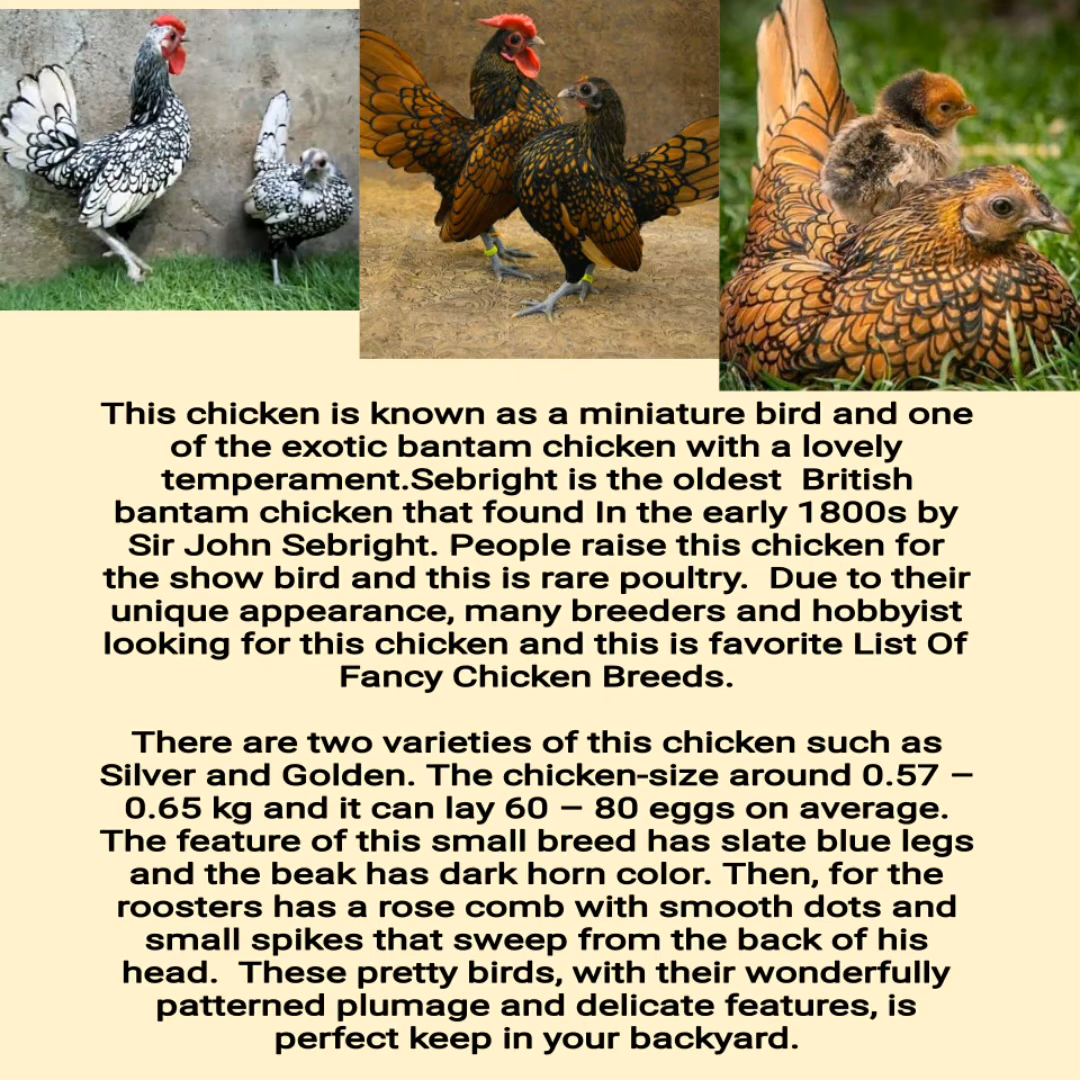 This chicken is known as a miniature bird and one
of the exotic bantam chicken with a lovely
temperament.Sebright is the oldest  British
bantam chicken that found In the early 1800s by
Sir John Sebright. People raise this chicken for
the show bird and this is rare poultry.  Due to their
unique appearance, many breeders and hobbyist
looking for this chicken and this is favorite List Of
Fancy Chicken Breeds.

There are two varieties of this chicken such as
Silver and Golden. The chicken-size around 0.57 –
0.65 kg and it can lay 60 – 80 eggs on average.
The feature of this small breed has slate blue legs
and the beak has dark horn color. Then, for the
roosters has a rose comb with smooth dots and
small spikes that sweep from the back of his
head.  These pretty birds, with their wonderfully
patterned plumage and delicate features, is
perfect keep in your backyard.